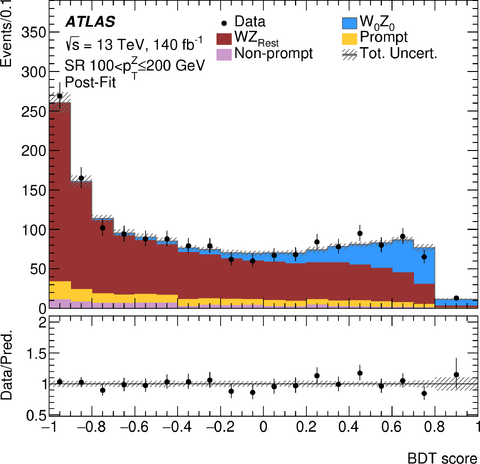 Events/0.1
ATLAS
√s = 13 TeV, 140 fb⁻¹
SR 100<p_T^Z≤200 GeV
Post-Fit
Data
W₀Z₀
WZ_Rest
Prompt
Non-prompt
Tot. Uncert.
350
300
250
200
150
100
50
0
Data/Pred.
2
1.5
1
0.5
−1 −0.8 −0.6 −0.4 −0.2 0 0.2 0.4 0.6 0.8 1
BDT score